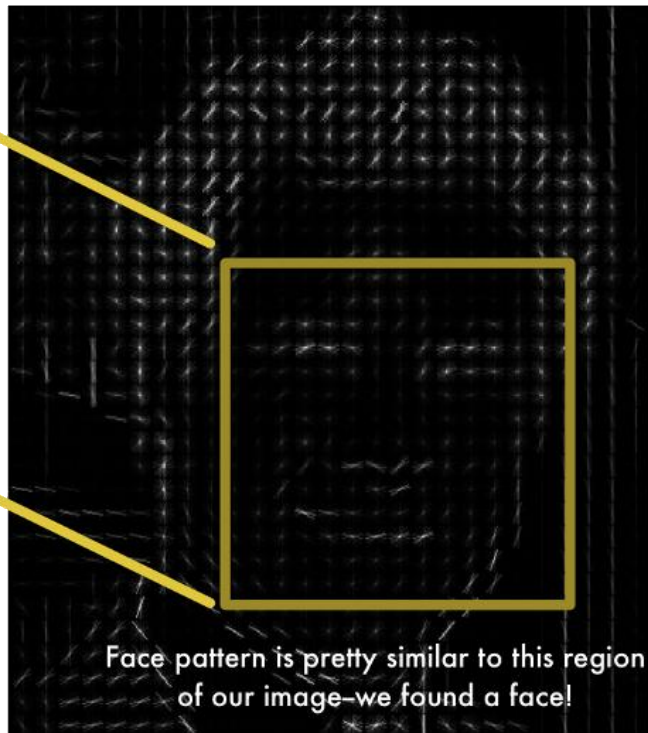 Face pattern is pretty similar to this region
of our image–we found a face!